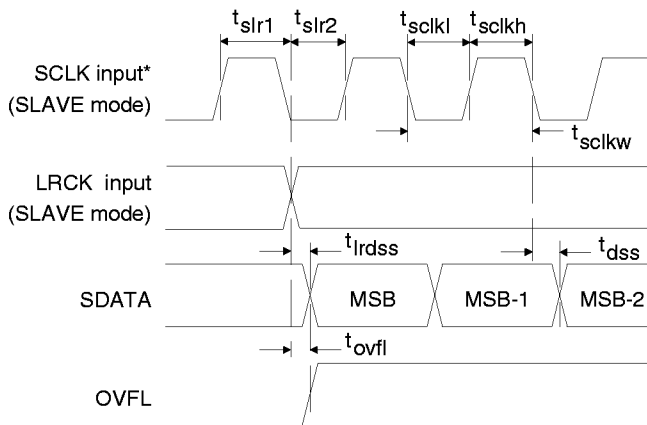 tslr1 tslr2 tsclkl tsclkh
SCLK input*
(SLAVE mode)
tsclkw
LRCK input
(SLAVE mode)
tlrdss
tdss
SDATA MSB MSB-1 MSB-2
tovfl
OVFL